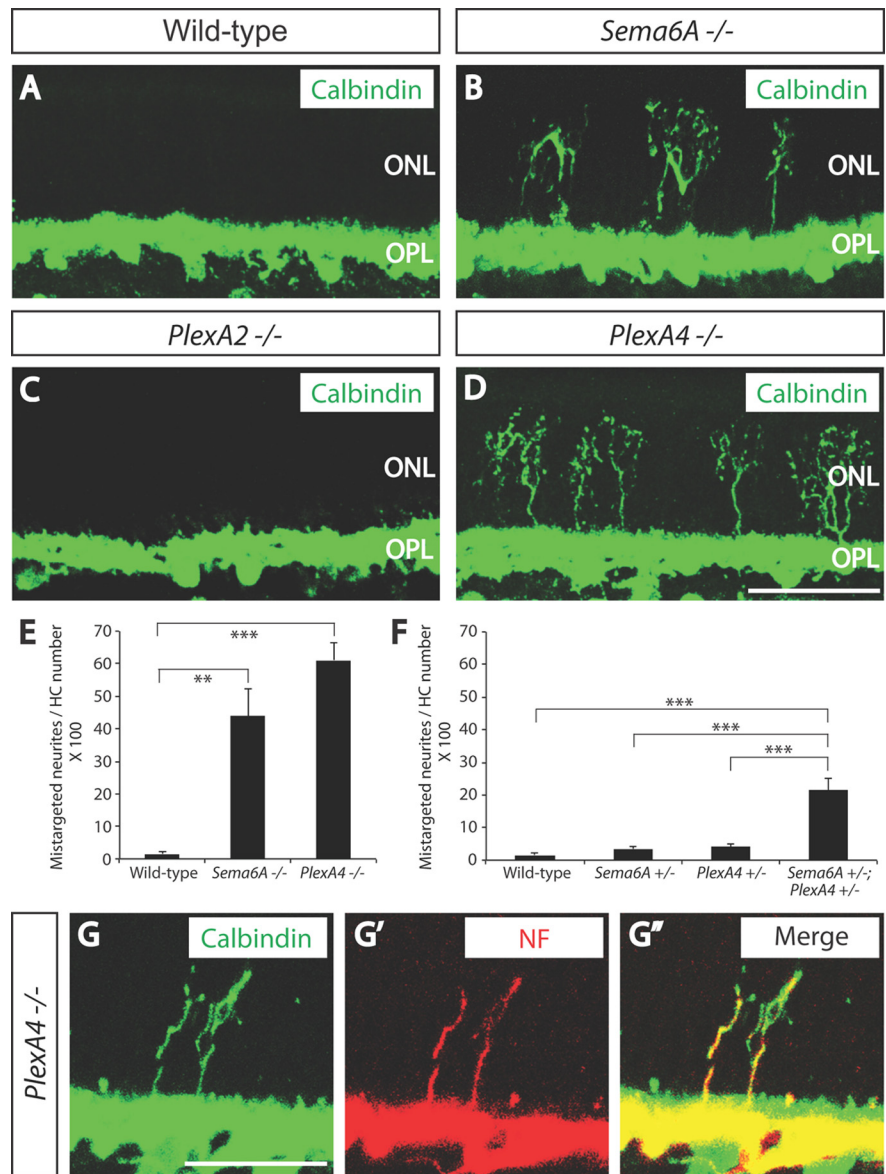 Wild-type
Sema6A -/-
A
Calbindin
ONL
OPL
B
Calbindin
ONL
OPL
PlexA2 -/-
PlexA4 -/-
C
Calbindin
ONL
OPL
D
Calbindin
ONL
OPL
E
Mistargeted neurites / HC number
X 100
70
60
50
40
30
20
10
0
***
**
Wild-type
Sema6A -/-
PlexA4 -/-
F
Mistargeted neurites / HC number
X 100
70
60
50
40
30
20
10
0
***
***
***
Wild-type
Sema6A +/-
PlexA4 +/-
Sema6A +/-;
PlexA4 +/-
PlexA4 -/-
G
Calbindin
G'
NF
G"
Merge